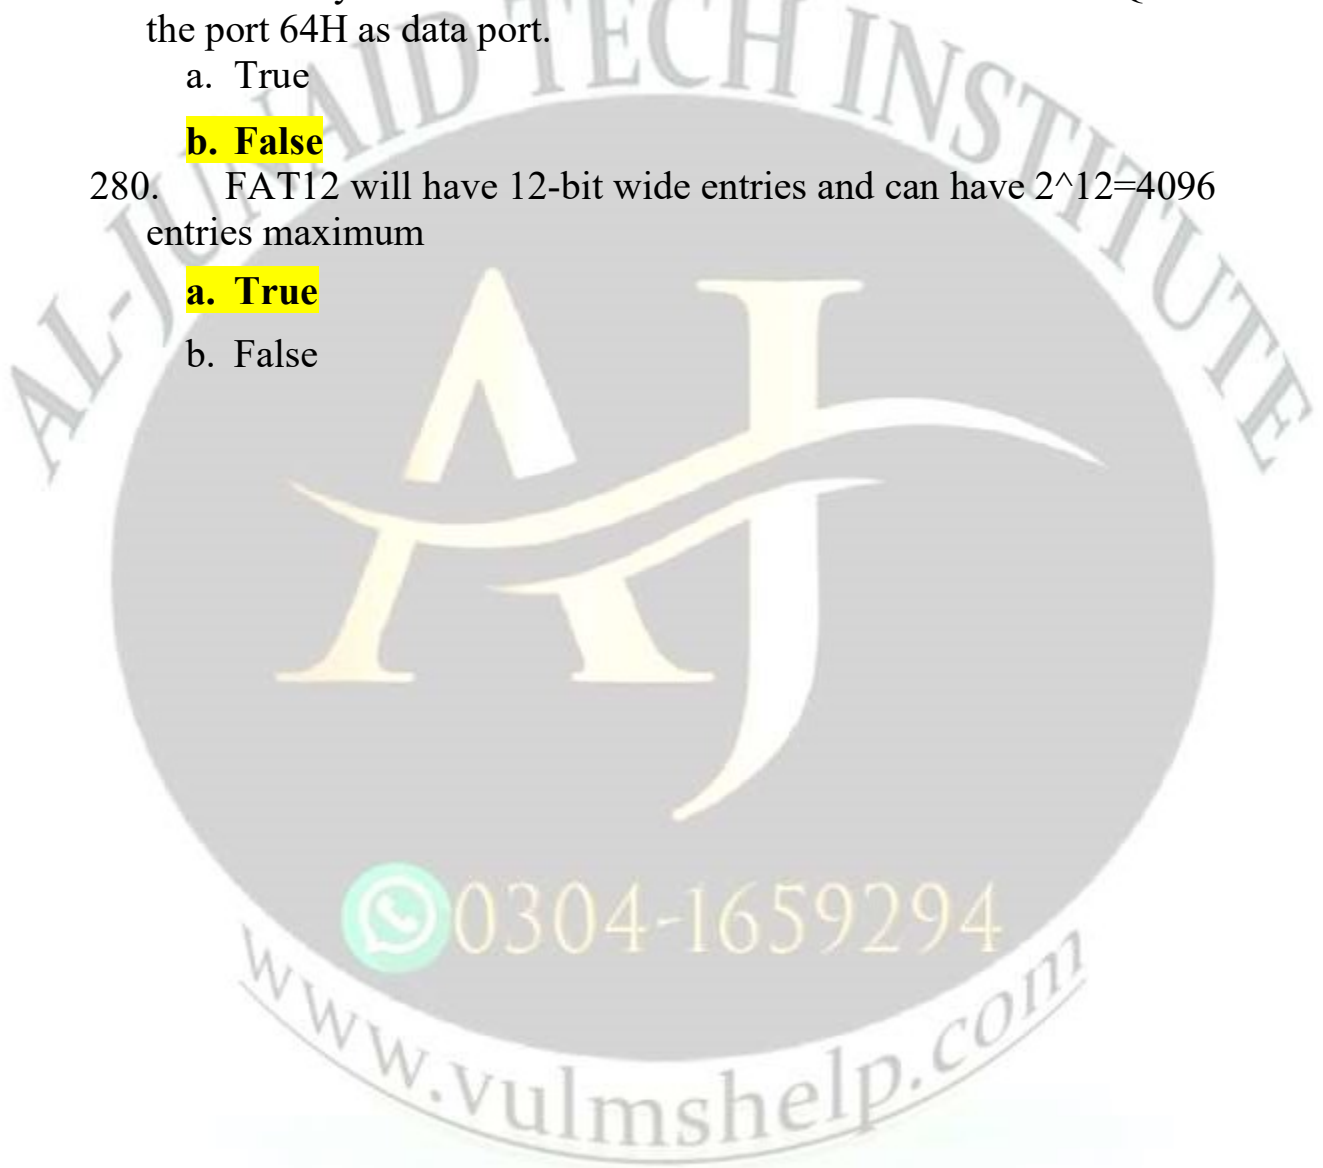 the port 64H as data port.
a. True
b. False
280. FAT12 will have 12-bit wide entries and can have 2^12=4096
entries maximum
a. True
b. False
AL-JUNAID TECH INSTITUTE
AJ
0304-1659294
www.vulmshelp.com